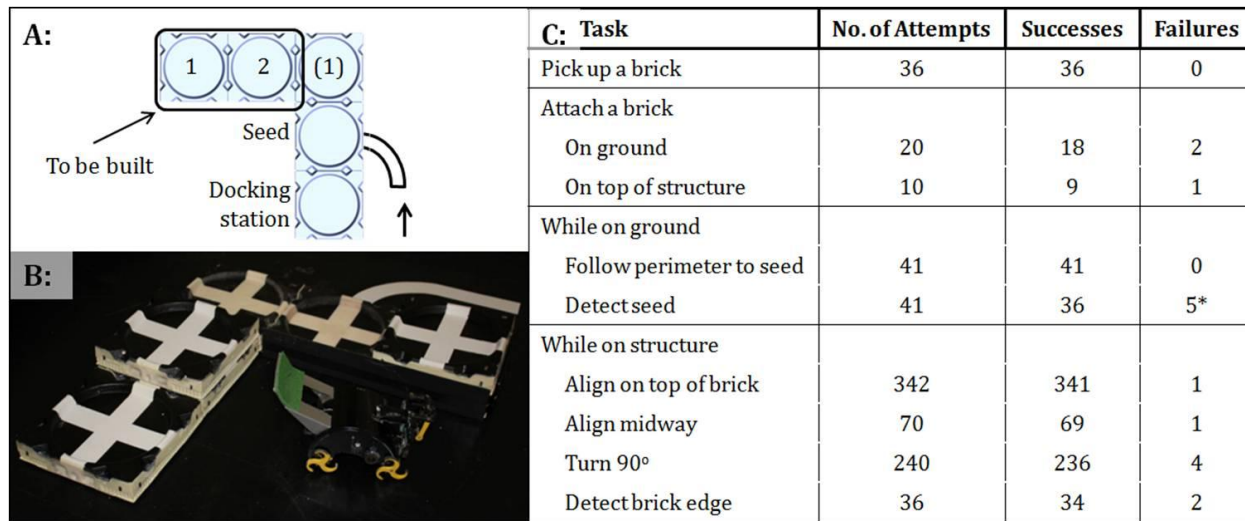 A:
1 2 (1)
Seed
To be built
Docking
station
B:
C: Task No. of Attempts Successes Failures
Pick up a brick 36 36 0
Attach a brick
On ground 20 18 2
On top of structure 10 9 1
While on ground
Follow perimeter to seed 41 41 0
Detect seed 41 36 5*
While on structure
Align on top of brick 342 341 1
Align midway 70 69 1
Turn 90º 240 236 4
Detect brick edge 36 34 2